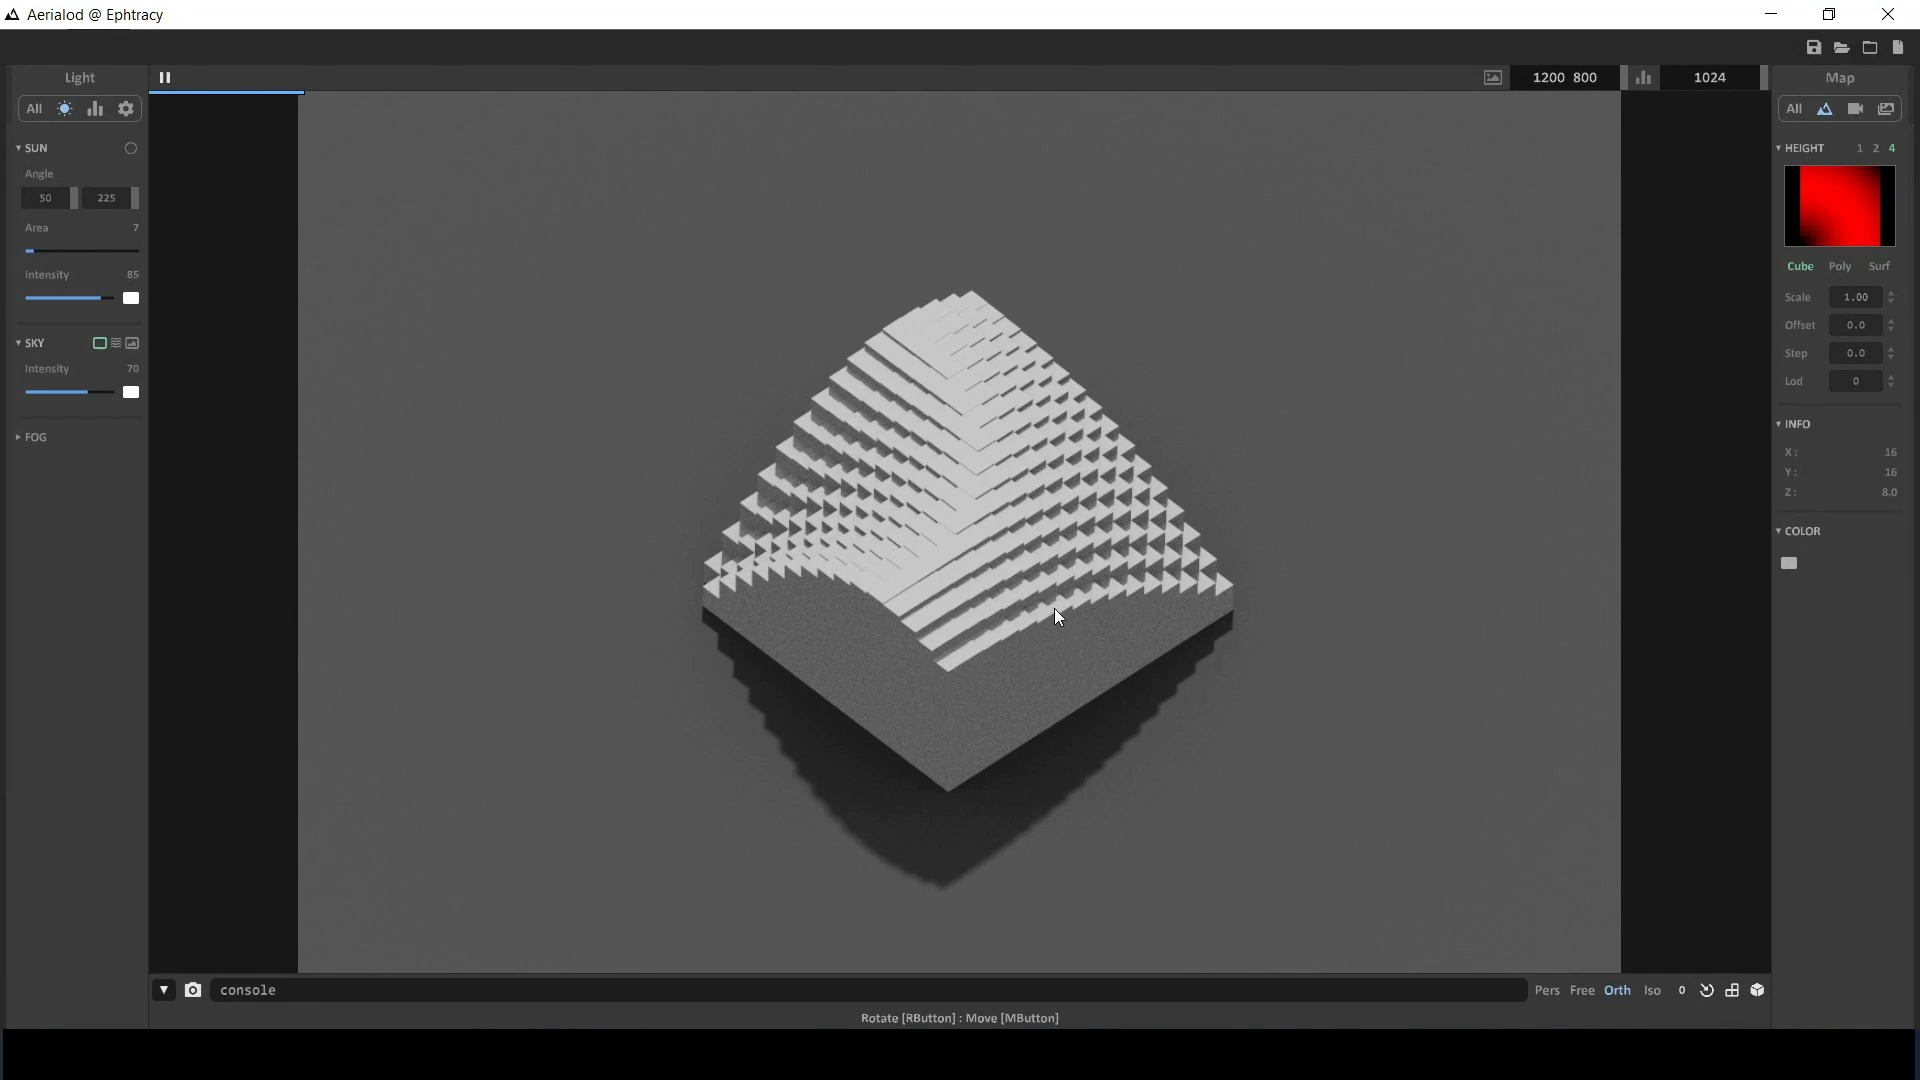 Aerialod @ Ephtracy
Light
1200 800
1024
Map
All
All
SUN
HEIGHT 1 2 4
Angle
50 225
Area 7
Intensity 85
Cube Poly Surf
Scale 1.00
Offset 0.0
SKY
Step 0.0
Intensity 70
Lod 0
INFO
FOG
X: 16
Y: 16
Z: 8.0
COLOR
console
Pers Free Orth Iso 0
Rotate [RButton] : Move [MButton]